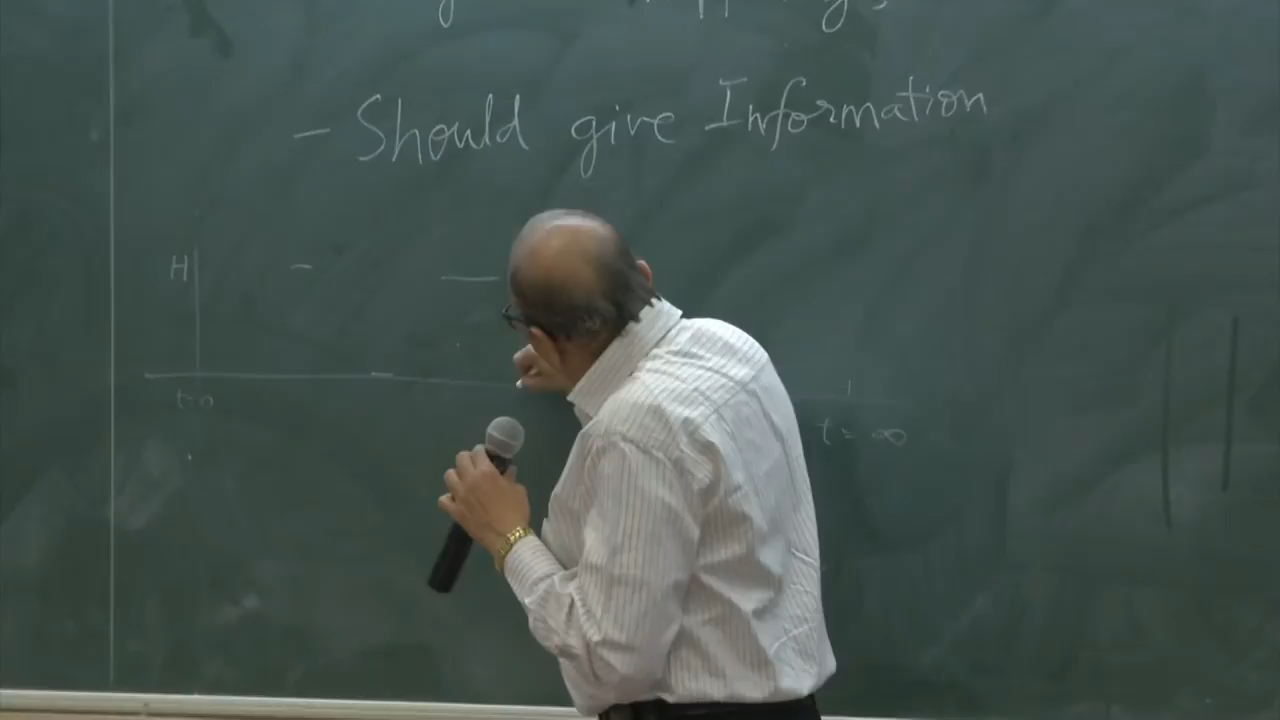 - Should give Information
H
t=0
t = ∞